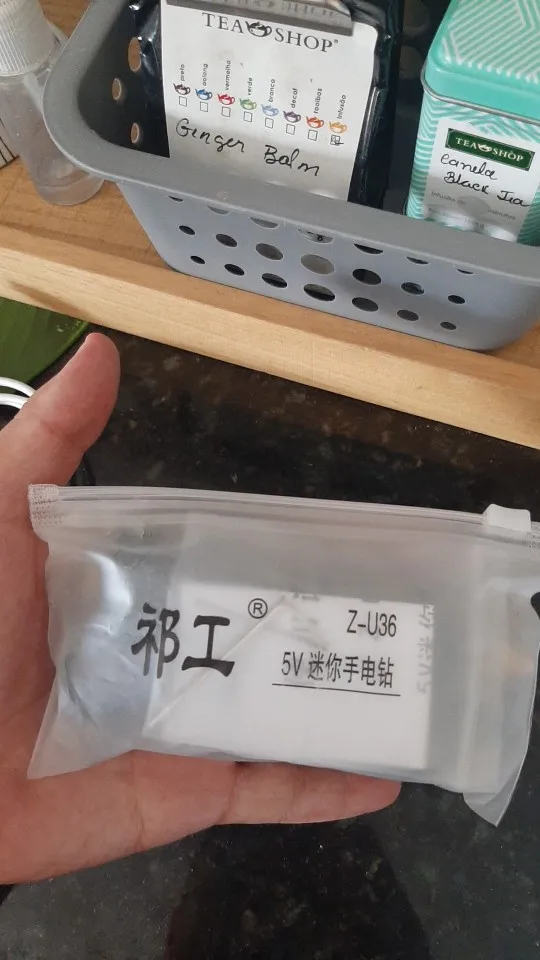 TEA SHOP®
preto
oolong
vermelho
verde
branco
decaf
rooibos
infusão
Ginger Balm
TEA SHOP
Canela
Black Tea
祁工®
Z-U36
5V 迷你手电钻